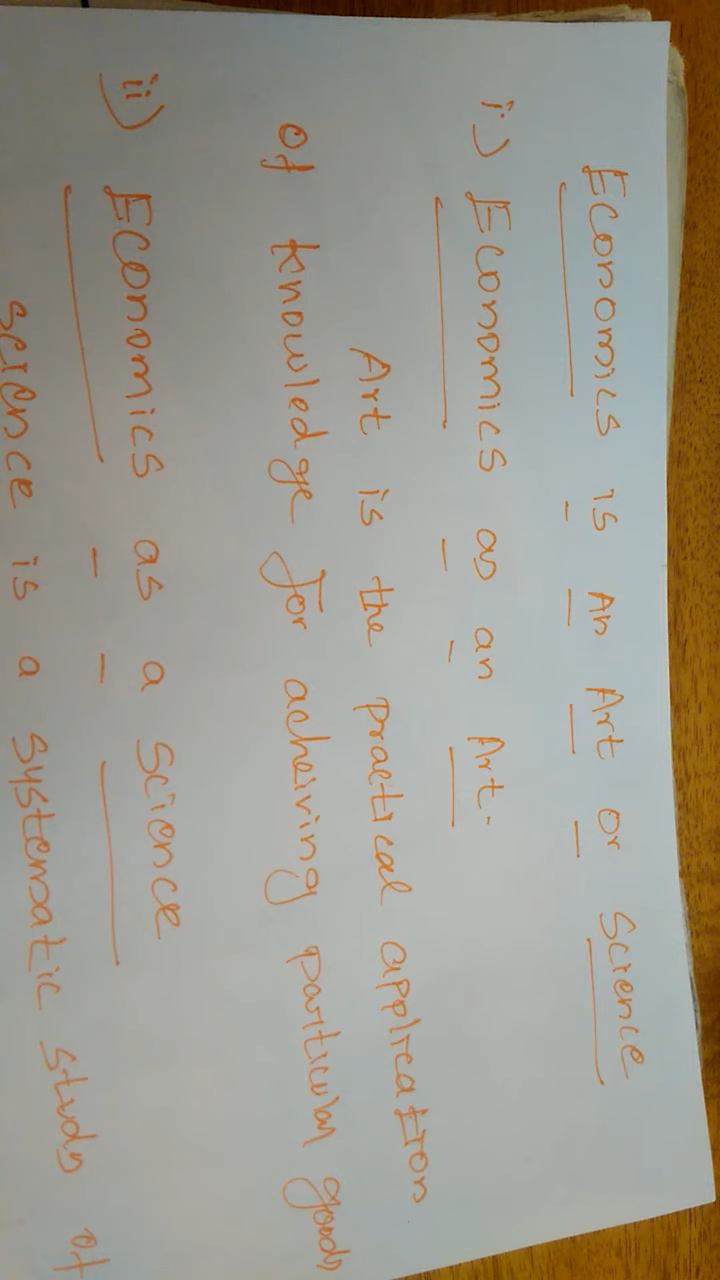 Economics is An Art or Science
i) Economics as an Art.
Art is the practical application
of knowledge for acheiving particular goods
ii) Economics as a science
science is a systematic study of